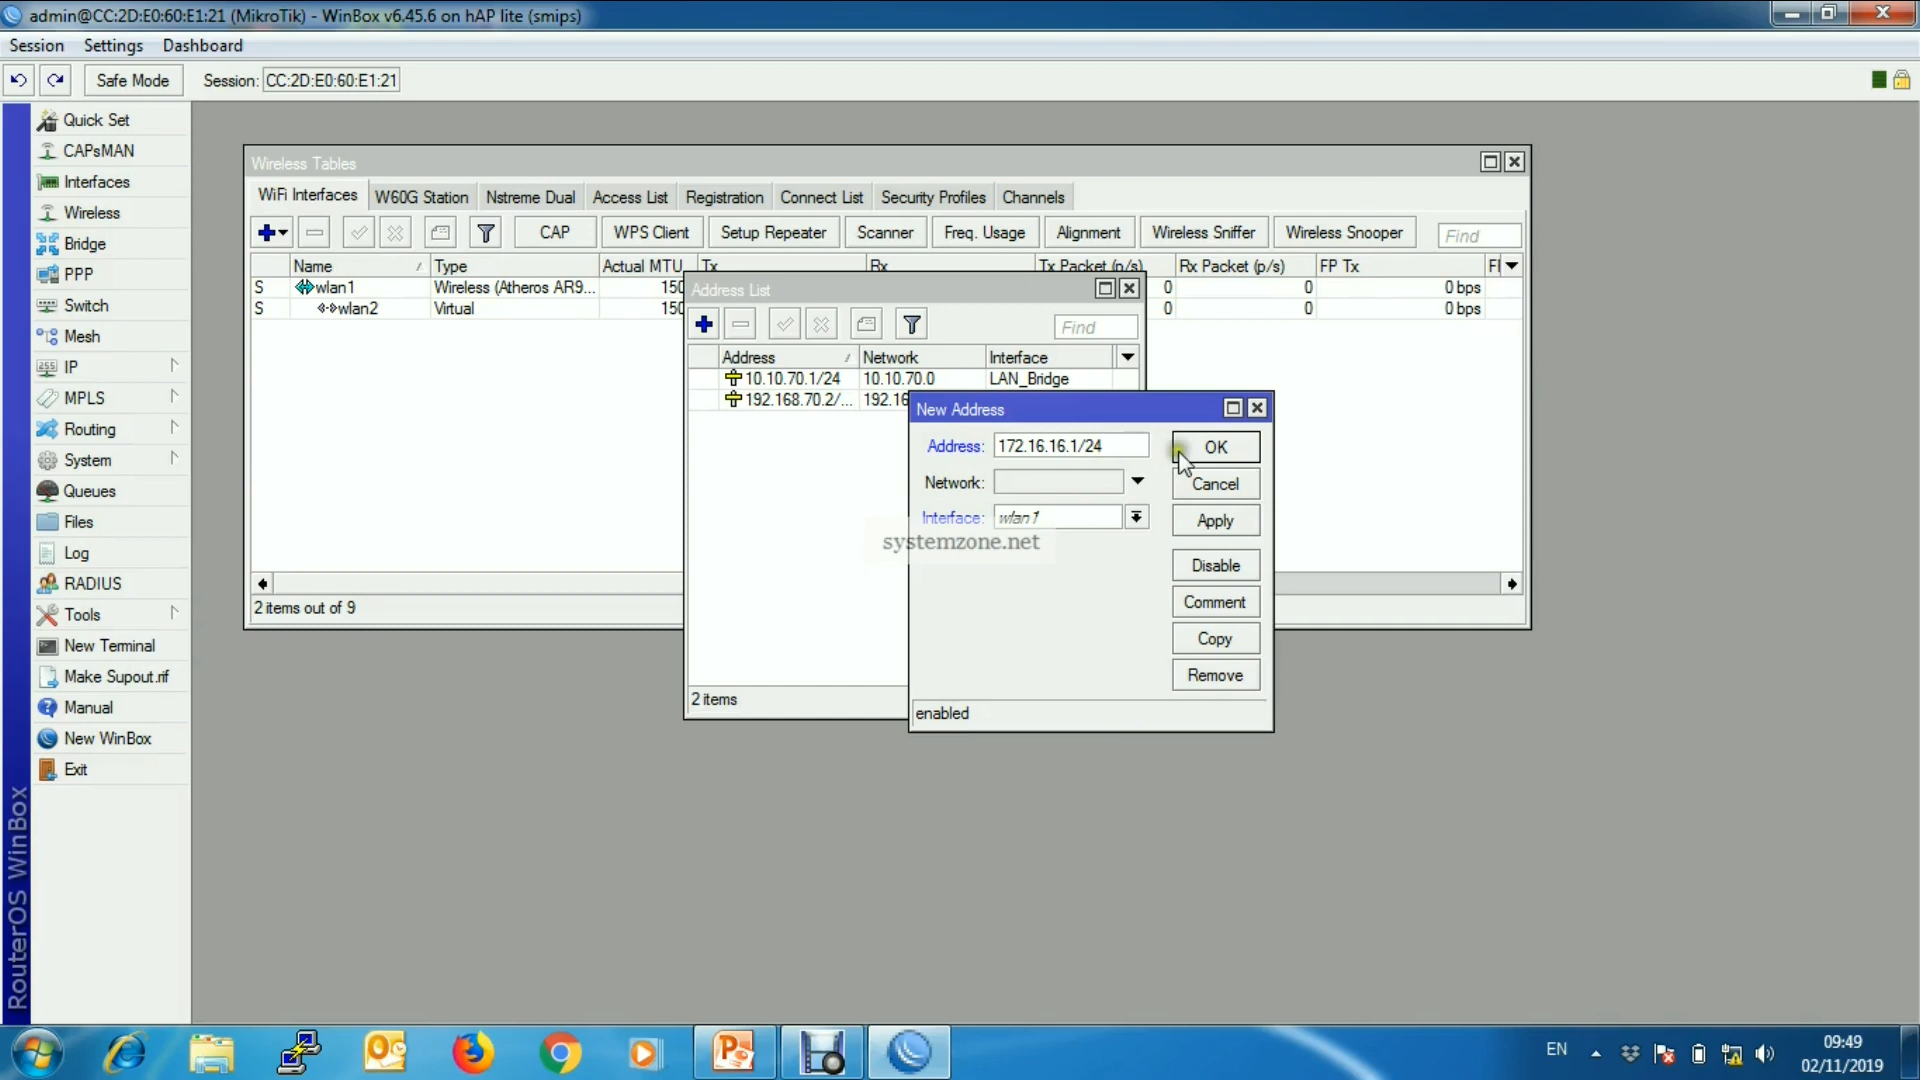 admin@CC:2D:E0:60:E1:21 (MikroTik) - WinBox v6.45.6 on hAP lite (smips)
Session Settings Dashboard
Safe Mode Session: CC:2D:E0:60:E1:21
Quick Set
CAPsMAN
Interfaces
Wireless
Bridge
PPP
Switch
Mesh
IP
MPLS
Routing
System
Queues
Files
Log
RADIUS
Tools
New Terminal
Make Supout.rif
Manual
New WinBox
Exit
RouterOS WinBox
Wireless Tables
WiFi Interfaces W60G Station Nstreme Dual Access List Registration Connect List Security Profiles Channels
CAP WPS Client Setup Repeater Scanner Freq. Usage Alignment Wireless Sniffer Wireless Snooper Find
Name Type Actual MTU Tx Rx Tx Packet (p/s) Rx Packet (p/s) FP Tx
S wlan1 Wireless (Atheros AR9... 150 0 0 0 bps
S wlan2 Virtual 150 0 0 0 bps
2 items out of 9
Address List
Find
Address Network Interface
10.10.70.1/24 10.10.70.0 LAN_Bridge
192.168.70.2/... 192.16
2 items
New Address
Address: 172.16.16.1/24 OK
Network: Cancel
Interface: wlan1 Apply
systemzone.net
Disable
Comment
Copy
Remove
enabled
EN
09:49
02/11/2019